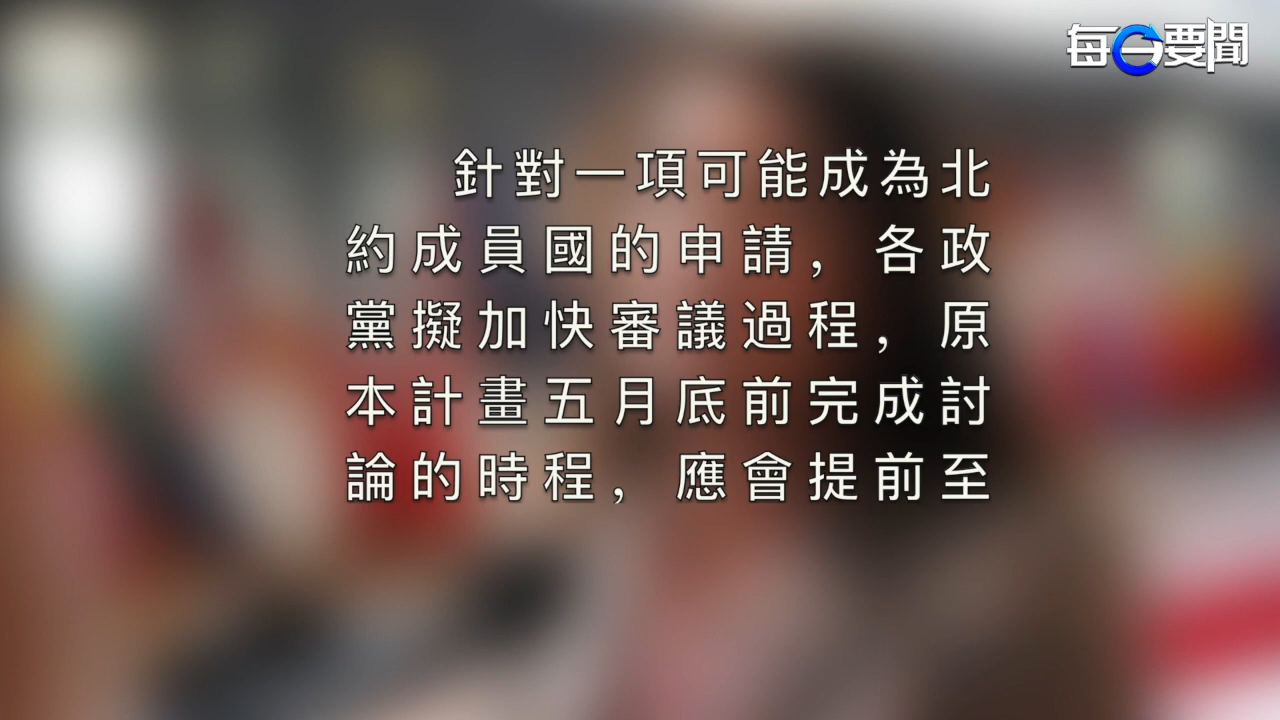 每日要聞
針對一項可能成為北
約成員國的申請，各政
黨擬加快審議過程，原
本計畫五月底前完成討
論的時程，應會提前至